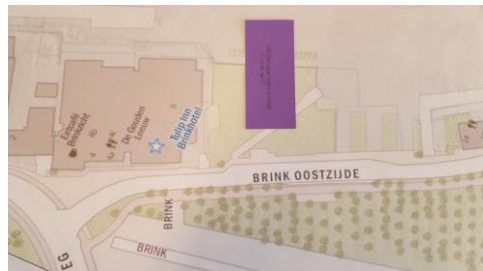 Eetcafé
Brinkzicht
De Gouden
Leeuw
Tulip Inn
Brinkhotel
BRINK OOSTZIJDE
BRINK
BRINK
EG